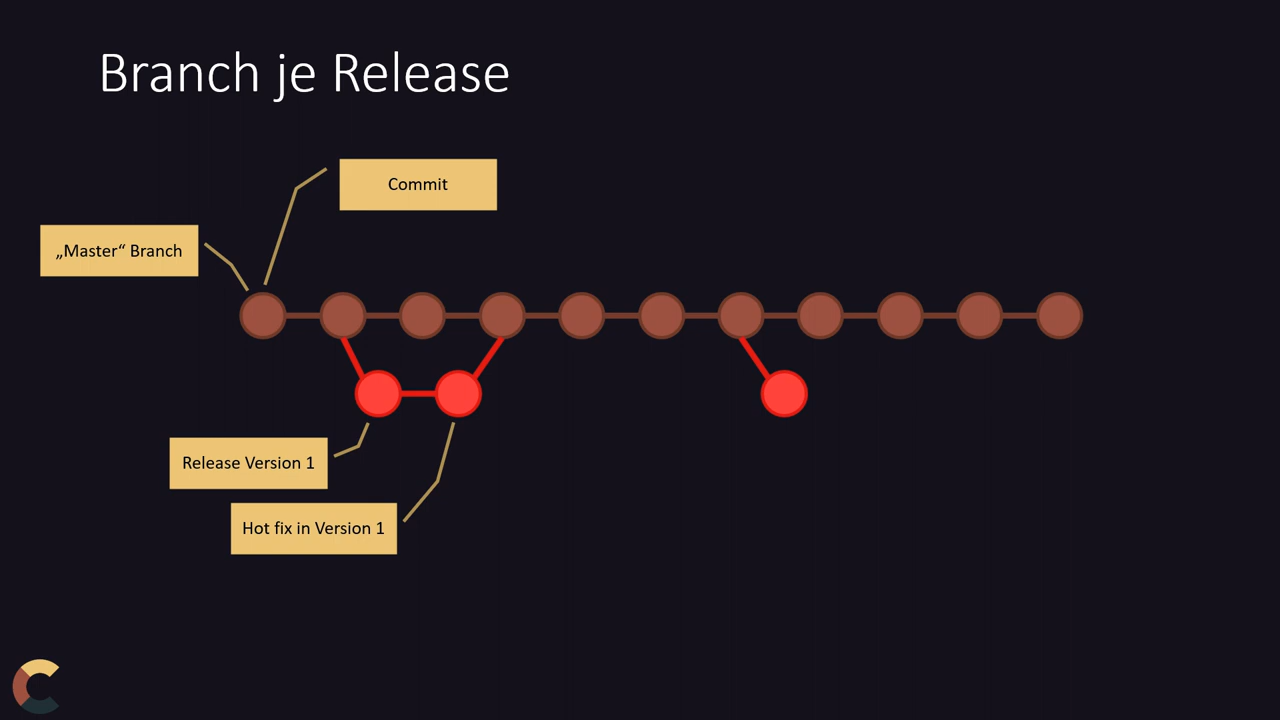 Branch je Release
Commit
„Master“ Branch
Release Version 1
Hot fix in Version 1